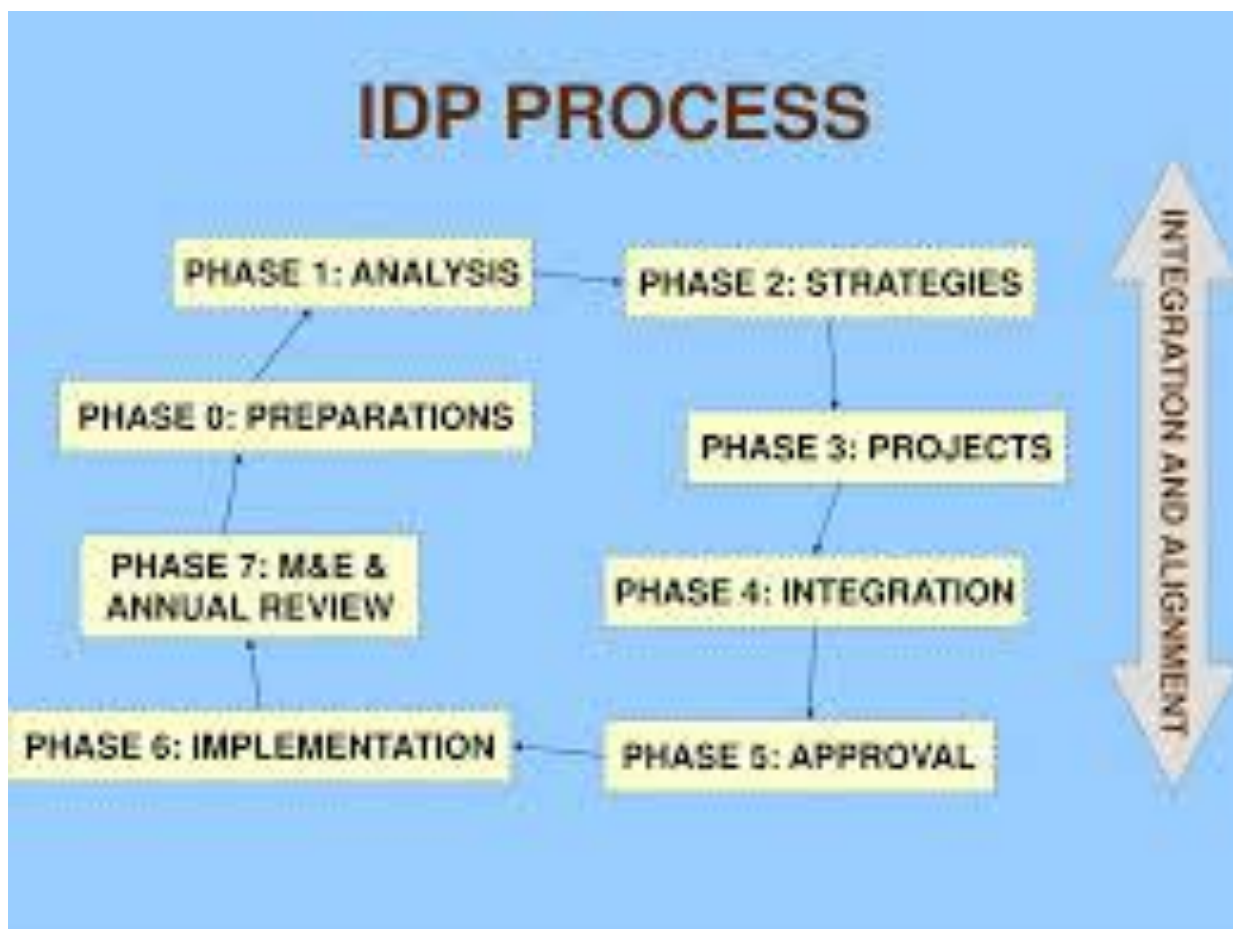 IDP PROCESS
PHASE 1: ANALYSIS
PHASE 2: STRATEGIES
PHASE 0: PREPARATIONS
PHASE 3: PROJECTS
PHASE 7: M&E &
ANNUAL REVIEW
PHASE 4: INTEGRATION
PHASE 6: IMPLEMENTATION
PHASE 5: APPROVAL
INTEGRATION AND ALIGNMENT